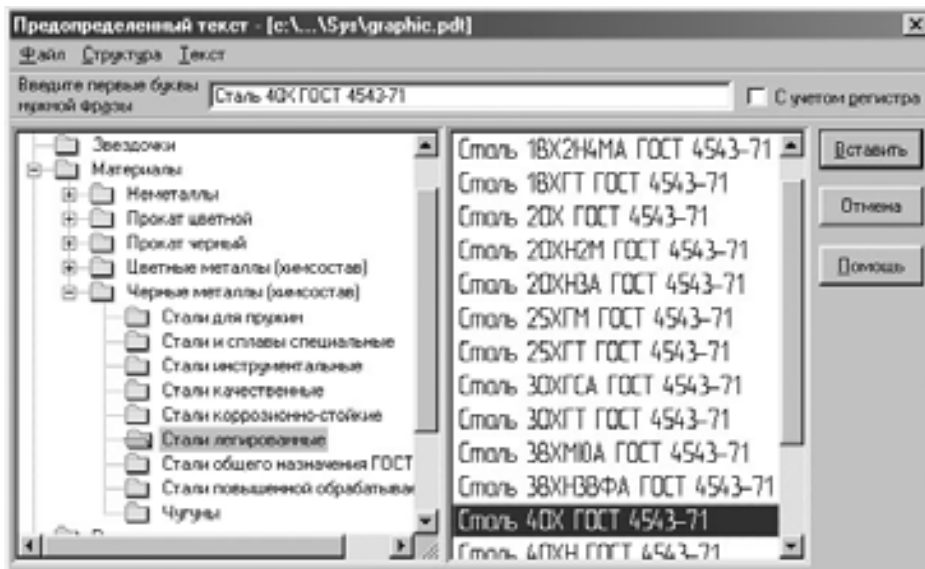 Предопределенный текст - [c:\...\Sys\graphic.pdt]
Файл Структура Текст
Введите первые буквы нужной фразы
Сталь 40Х ГОСТ 4543-71
С учетом регистра
Звездочки
Материалы
Неметаллы
Прокат цветной
Прокат черный
Цветные металлы (химсостав)
Черные металлы (химсостав)
Стали для пружин
Стали и сплавы специальные
Стали инструментальные
Стали качественные
Стали коррозионно-стойкие
Стали легированные
Стали общего назначения ГОСТ
Стали повышенной обрабатывае
Чугуны
Сталь 18Х2Н4МА ГОСТ 4543-71
Сталь 18ХГТ ГОСТ 4543-71
Сталь 20Х ГОСТ 4543-71
Сталь 20ХН2М ГОСТ 4543-71
Сталь 20ХН3А ГОСТ 4543-71
Сталь 25ХГМ ГОСТ 4543-71
Сталь 25ХГТ ГОСТ 4543-71
Сталь 30ХГСА ГОСТ 4543-71
Сталь 30ХГТ ГОСТ 4543-71
Сталь 38ХМЮА ГОСТ 4543-71
Сталь 38ХН3ВФА ГОСТ 4543-71
Сталь 40Х ГОСТ 4543-71
Сталь 40ХН ГОСТ 4543-71
Вставить
Отмена
Помощь